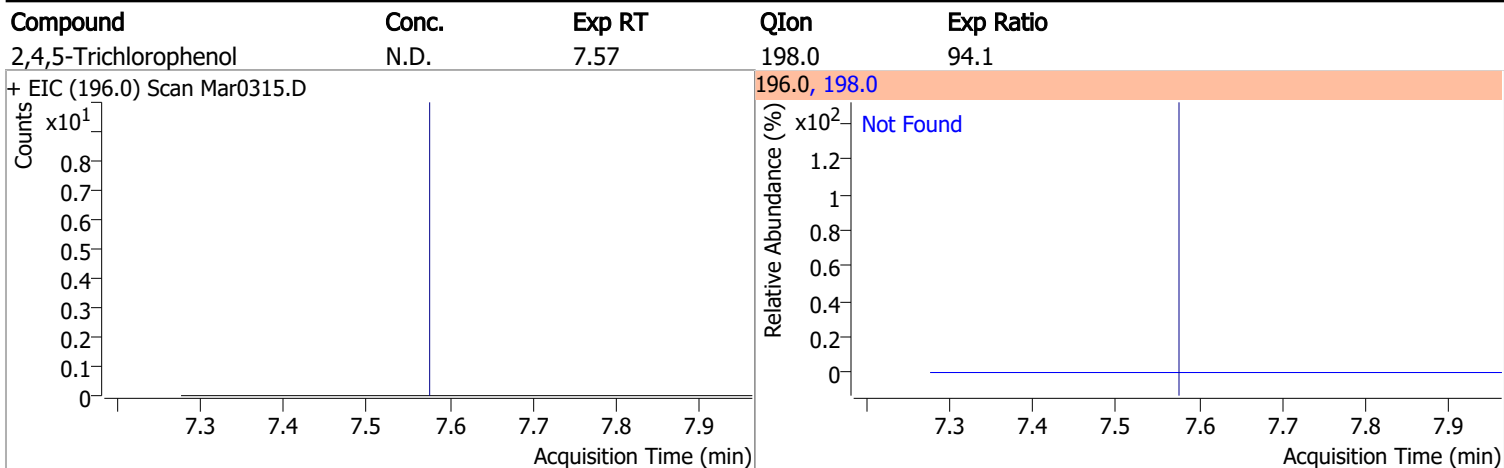 Compound Conc. Exp RT QIon Exp Ratio
2,4,5-Trichlorophenol N.D. 7.57 198.0 94.1
+ EIC (196.0) Scan Mar0315.D
Counts
x10¹
0.8
0.7
0.6
0.5
0.4
0.3
0.2
0.1
0
7.3 7.4 7.5 7.6 7.7 7.8 7.9
Acquisition Time (min)
196.0, 198.0
Relative Abundance (%)
x10²
Not Found
1.2
1
0.8
0.6
0.4
0.2
0
7.3 7.4 7.5 7.6 7.7 7.8 7.9
Acquisition Time (min)